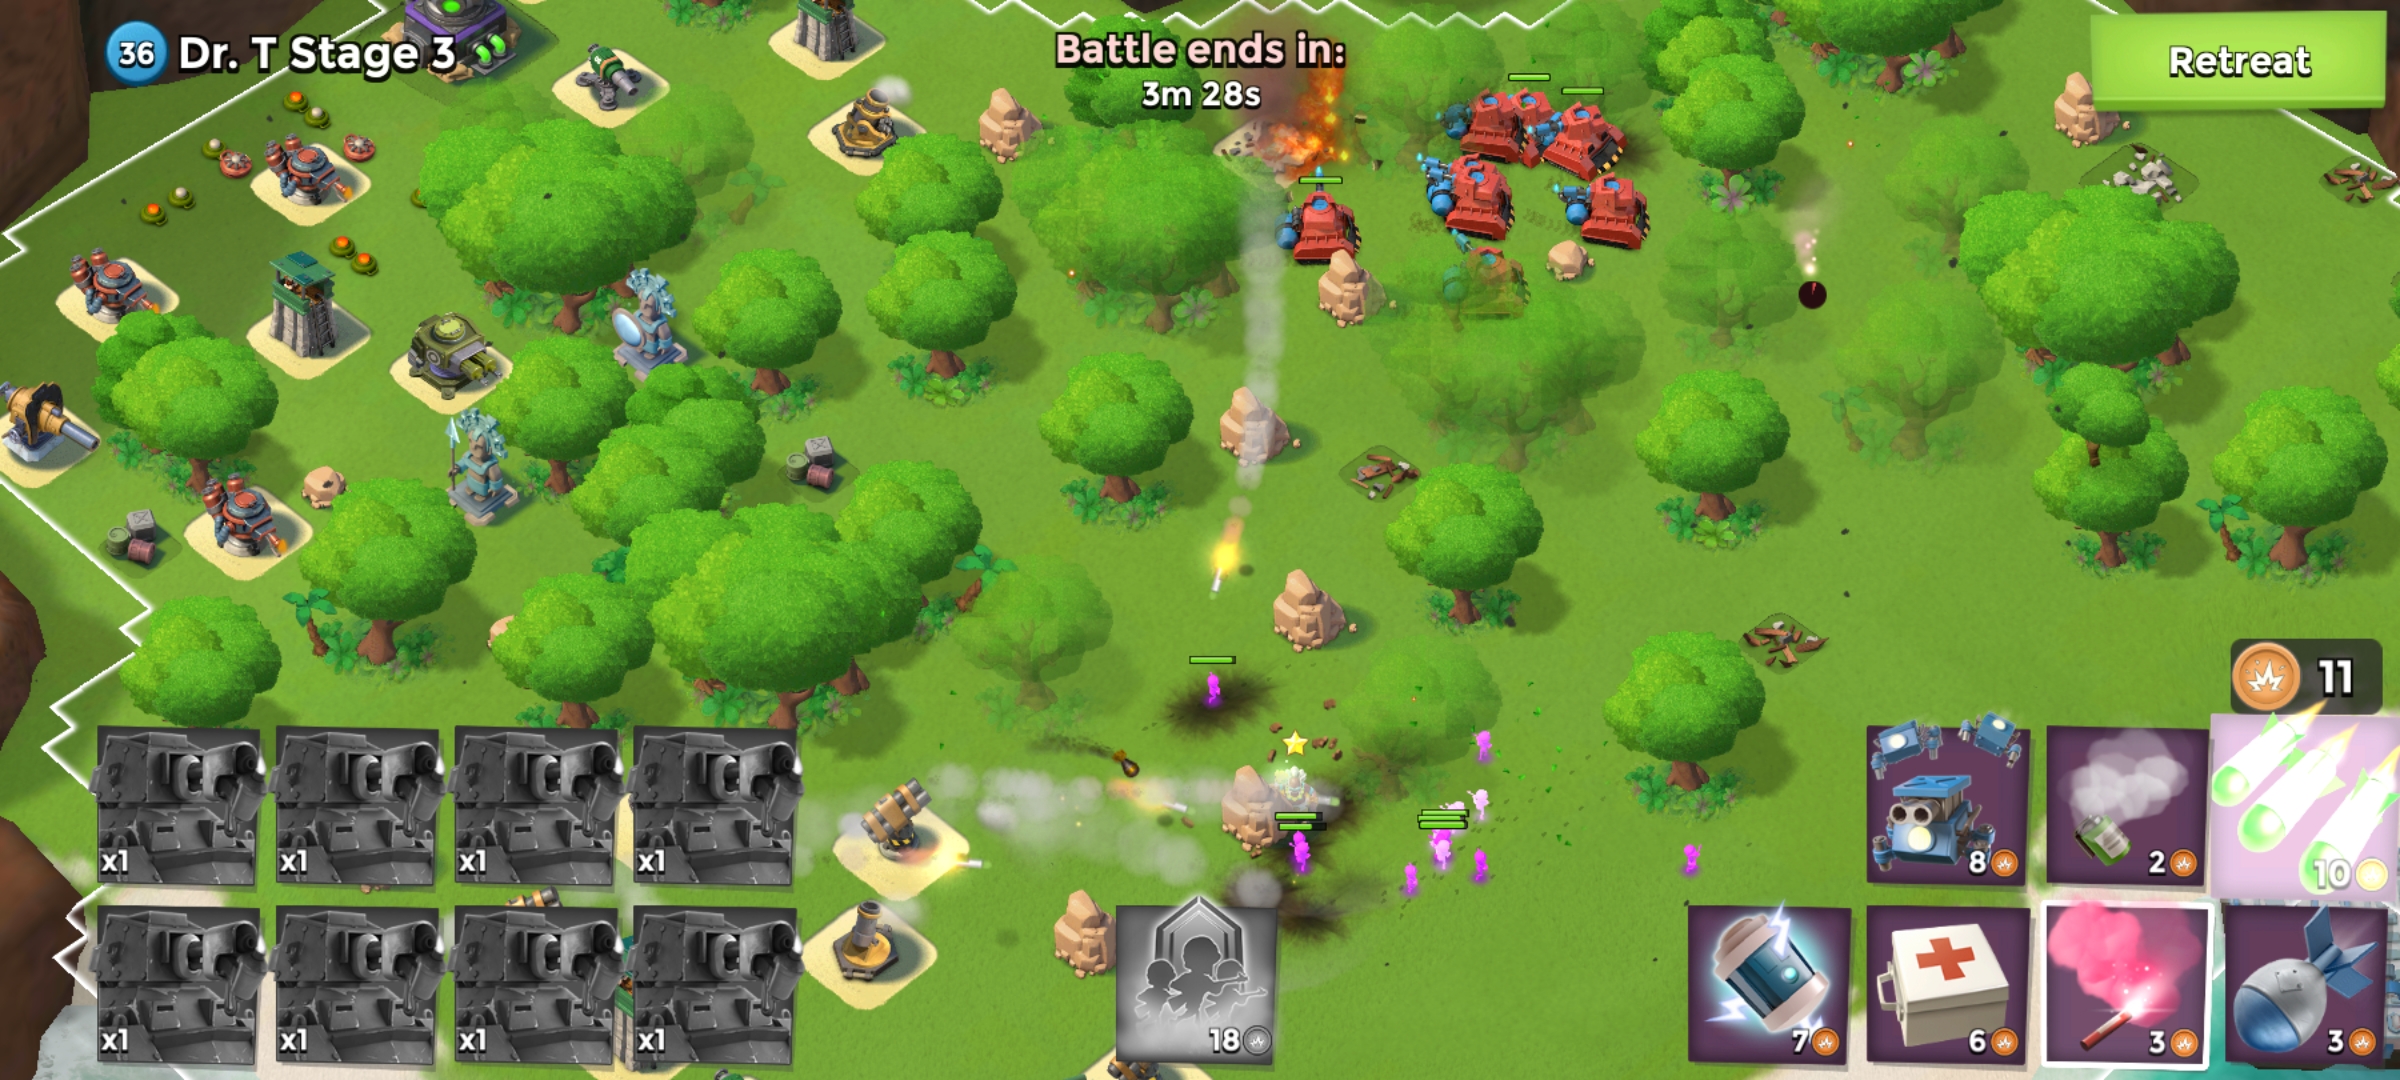 36 Dr. T Stage 3
Battle ends in:
3m 28s
Retreat
11
x1 x1 x1 x1
8 2 10
x1 x1 x1 x1
18
7 6 3 3